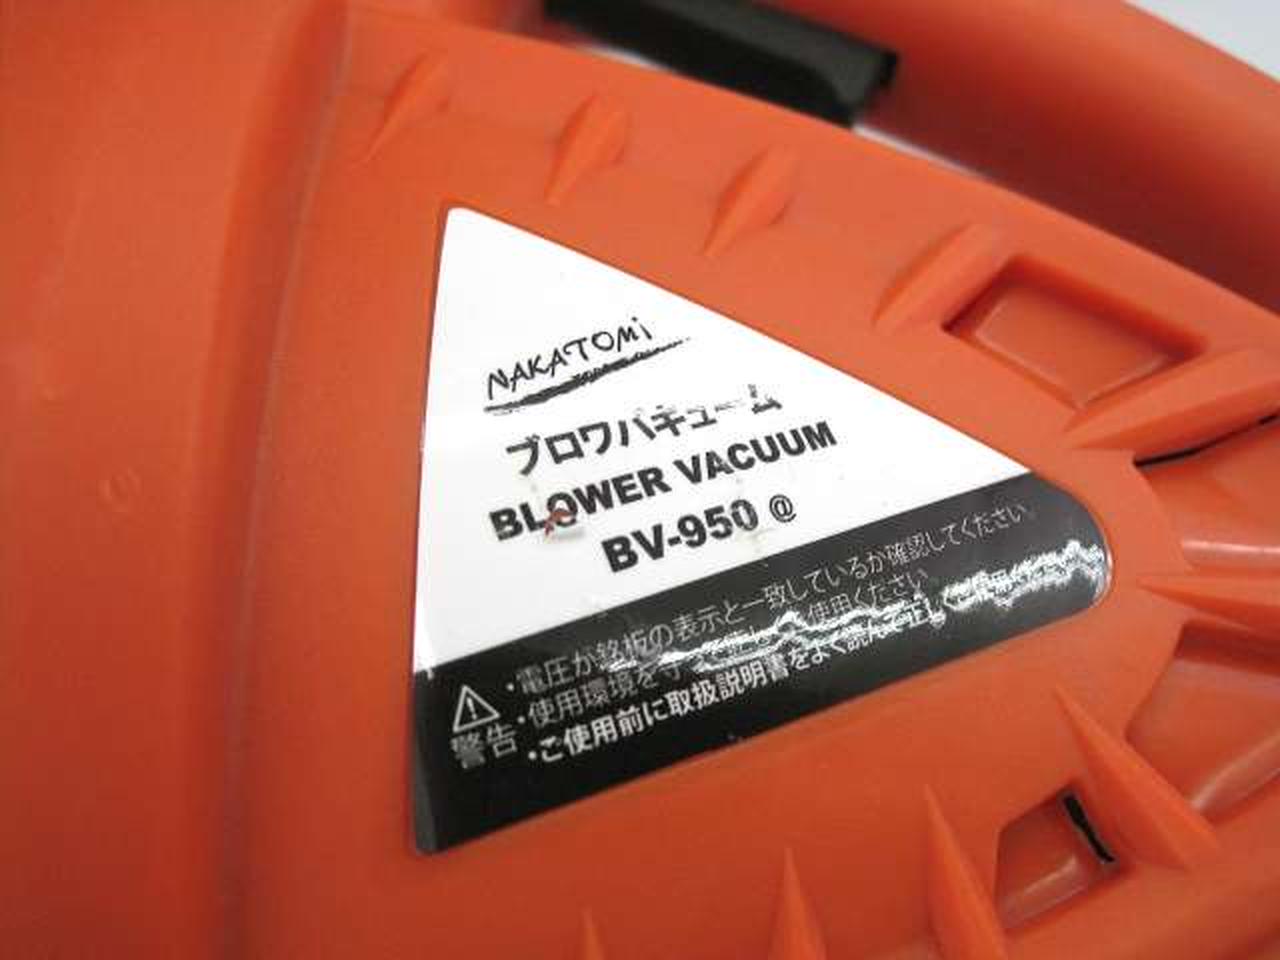 NAKATOMi
ブロワバキューム
BLOWER VACUUM
BV-950 @
・電圧が銘板の表示と一致しているか確認してください
・使用環境を守って正しくご使用ください
・ご使用前に取扱説明書をよく読んで正しくご使用ください
警告